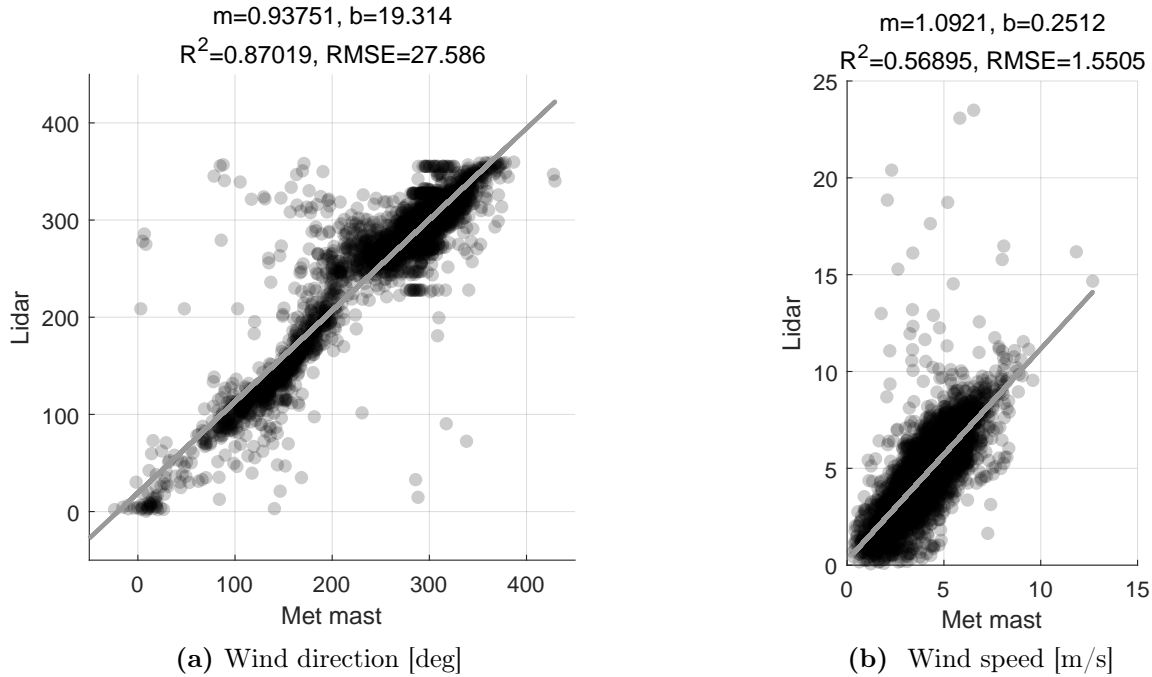 m=0.93751, b=19.314
R²=0.87019, RMSE=27.586
400
300
200
100
0
0 100 200 300 400
Lidar
Met mast
(a) Wind direction [deg]
m=1.0921, b=0.2512
R²=0.56895, RMSE=1.5505
25
20
15
10
5
0
0 5 10 15
Lidar
Met mast
(b) Wind speed [m/s]